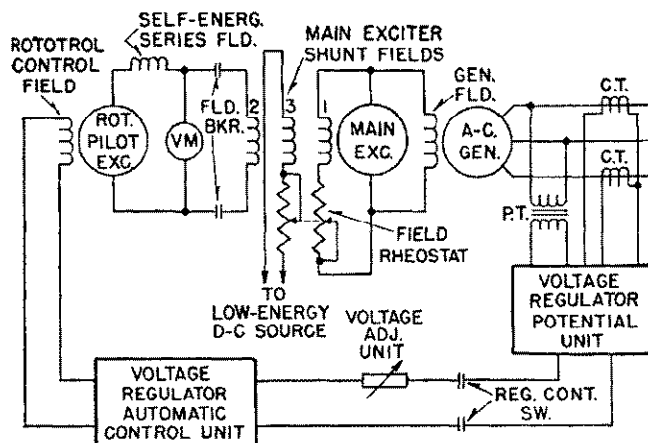 SELF-ENERG.
SERIES FLD.
ROTOTROL
CONTROL
FIELD
MAIN EXCITER
SHUNT FIELDS
GEN.
FLD.
C.T.
ROT.
PILOT
EXC.
VM
FLD.
BKR.
2
3
1
MAIN
EXC.
A-C.
GEN.
C.T.
P.T.
FIELD
RHEOSTAT
TO
LOW-ENERGY
D-C SOURCE
VOLTAGE
ADJ.
UNIT
VOLTAGE
REGULATOR
POTENTIAL
UNIT
VOLTAGE
REGULATOR
AUTOMATIC
CONTROL UNIT
REG. CONT.
SW.